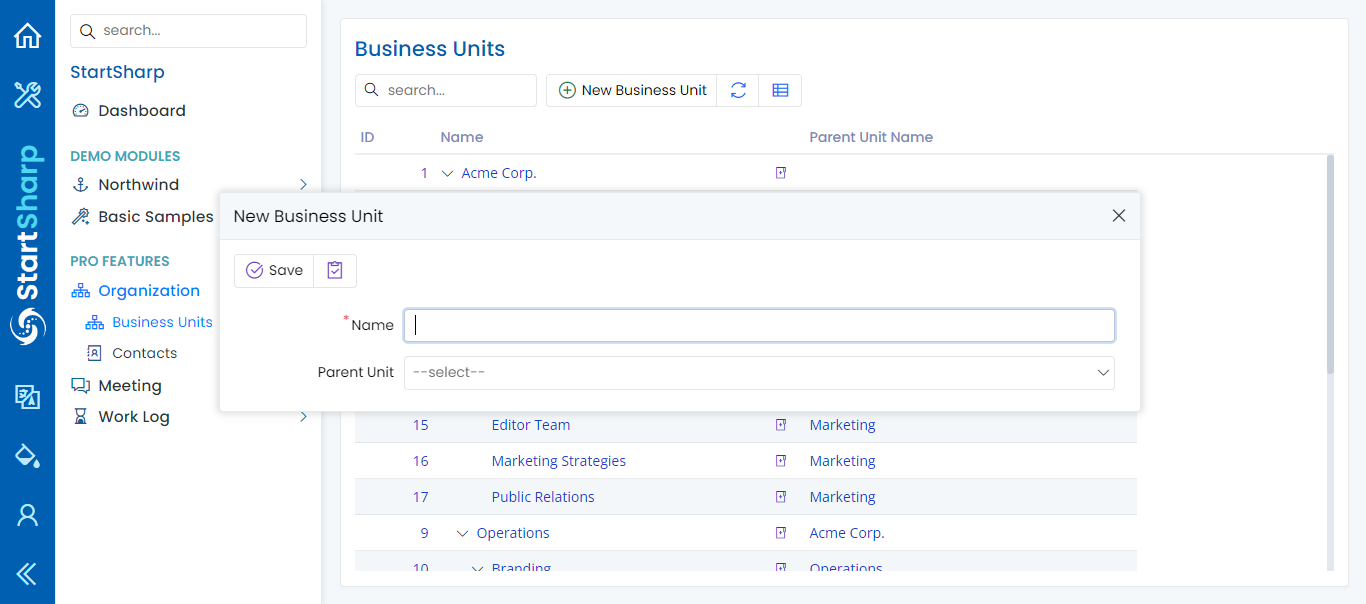 search...
StartSharp
Dashboard
DEMO MODULES
Northwind
Basic Samples
PRO FEATURES
Organization
Business Units
Contacts
Meeting
Work Log
StartSharp
Business Units
search...
New Business Unit
ID Name Parent Unit Name
1 Acme Corp.
New Business Unit
Save
*Name
Parent Unit --select--
15 Editor Team Marketing
16 Marketing Strategies Marketing
17 Public Relations Marketing
9 Operations Acme Corp.
10 Branding Operations